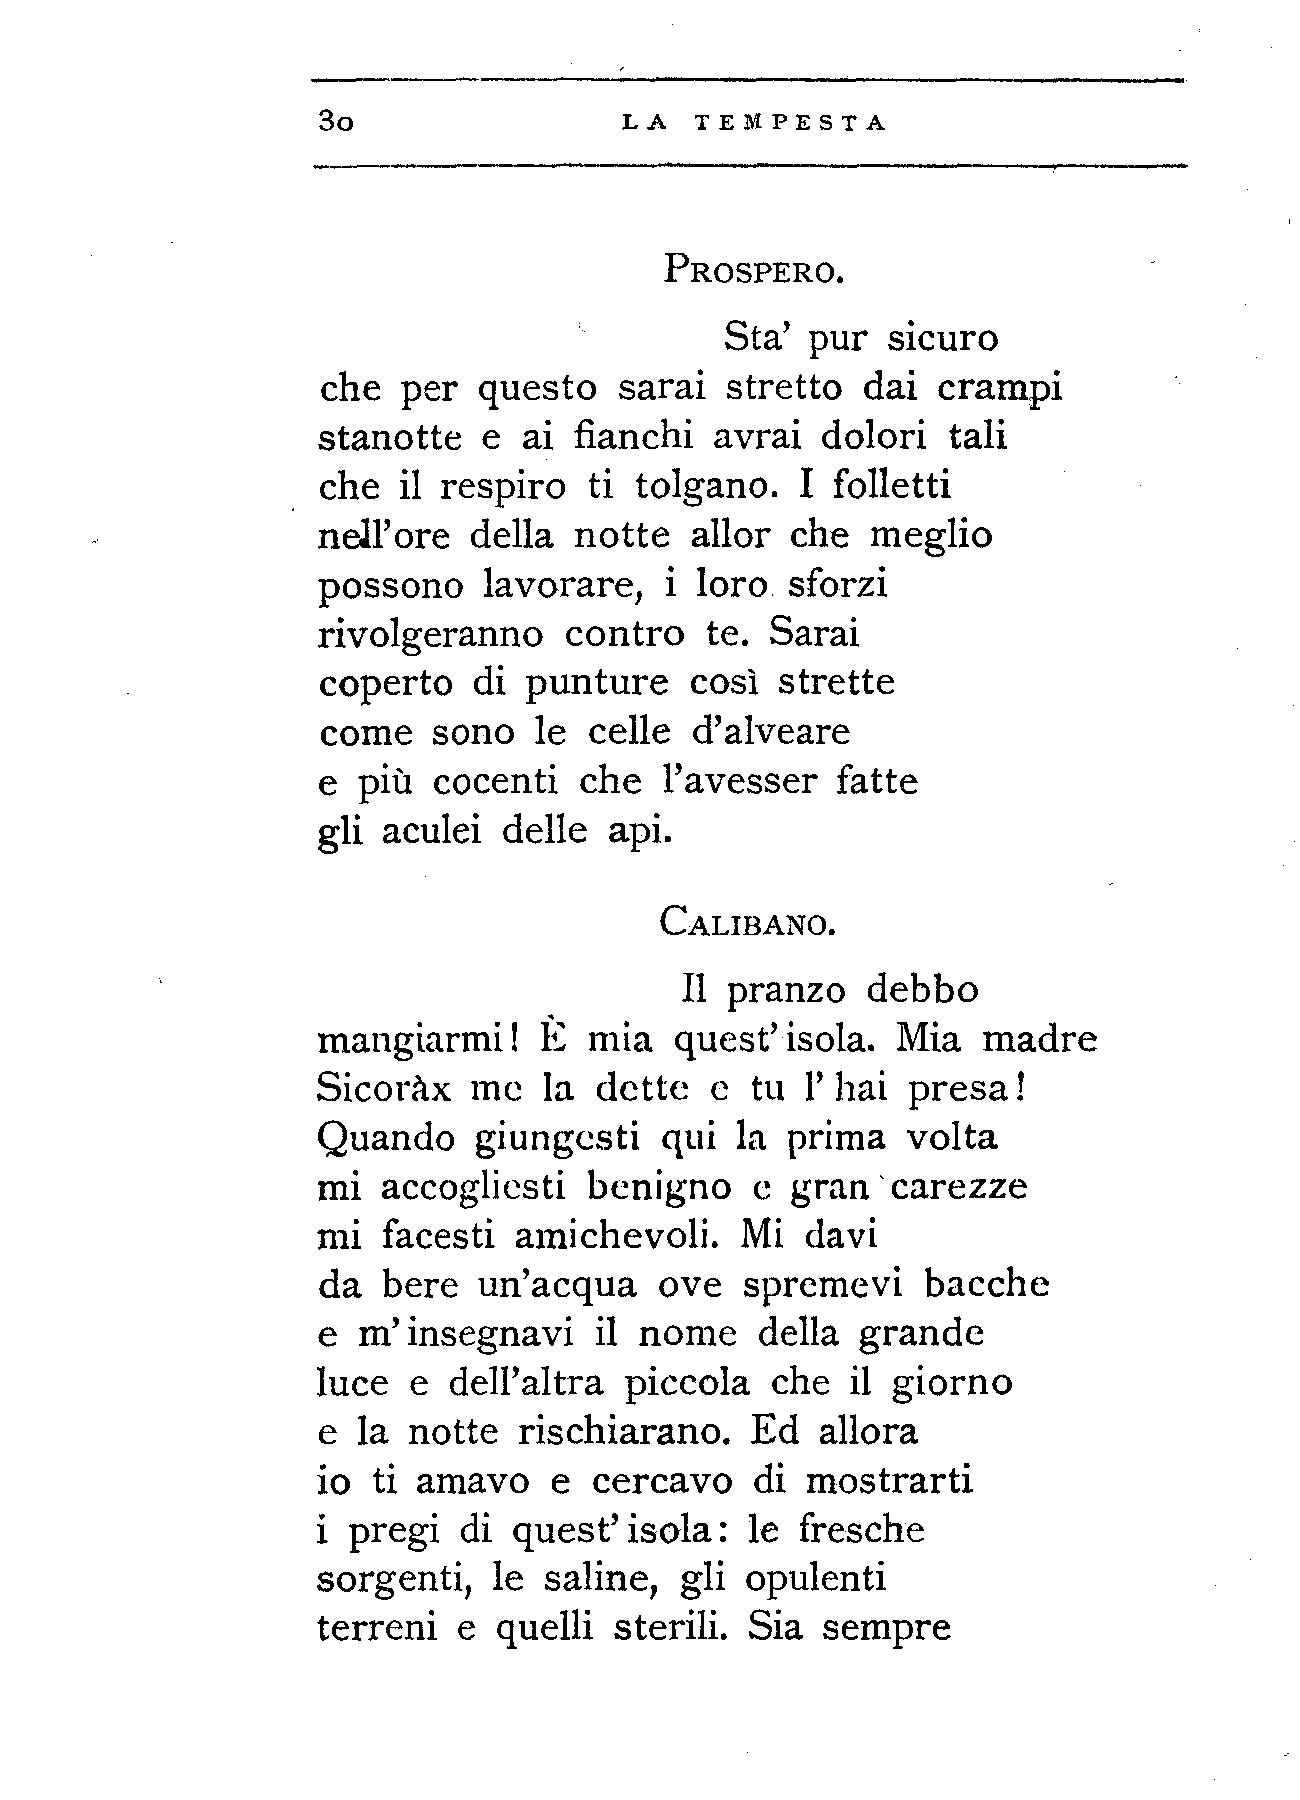 30 LA TEMPESTA
PROSPERO.
Sta' pur sicuro
che per questo sarai stretto dai crampi
stanotte e ai fianchi avrai dolori tali
che il respiro ti tolgano. I folletti
nell'ore della notte allor che meglio
possono lavorare, i loro sforzi
rivolgeranno contro te. Sarai
coperto di punture così strette
come sono le celle d'alveare
e più cocenti che l'avesser fatte
gli aculei delle api.
CALIBANO.
Il pranzo debbo
mangiarmi! È mia quest'isola. Mia madre
Sicoràx me la dette e tu l'hai presa!
Quando giungesti qui la prima volta
mi accogliesti benigno e gran carezze
mi facesti amichevoli. Mi davi
da bere un'acqua ove spremevi bacche
e m'insegnavi il nome della grande
luce e dell'altra piccola che il giorno
e la notte rischiarano. Ed allora
io ti amavo e cercavo di mostrarti
i pregi di quest'isola: le fresche
sorgenti, le saline, gli opulenti
terreni e quelli sterili. Sia sempre